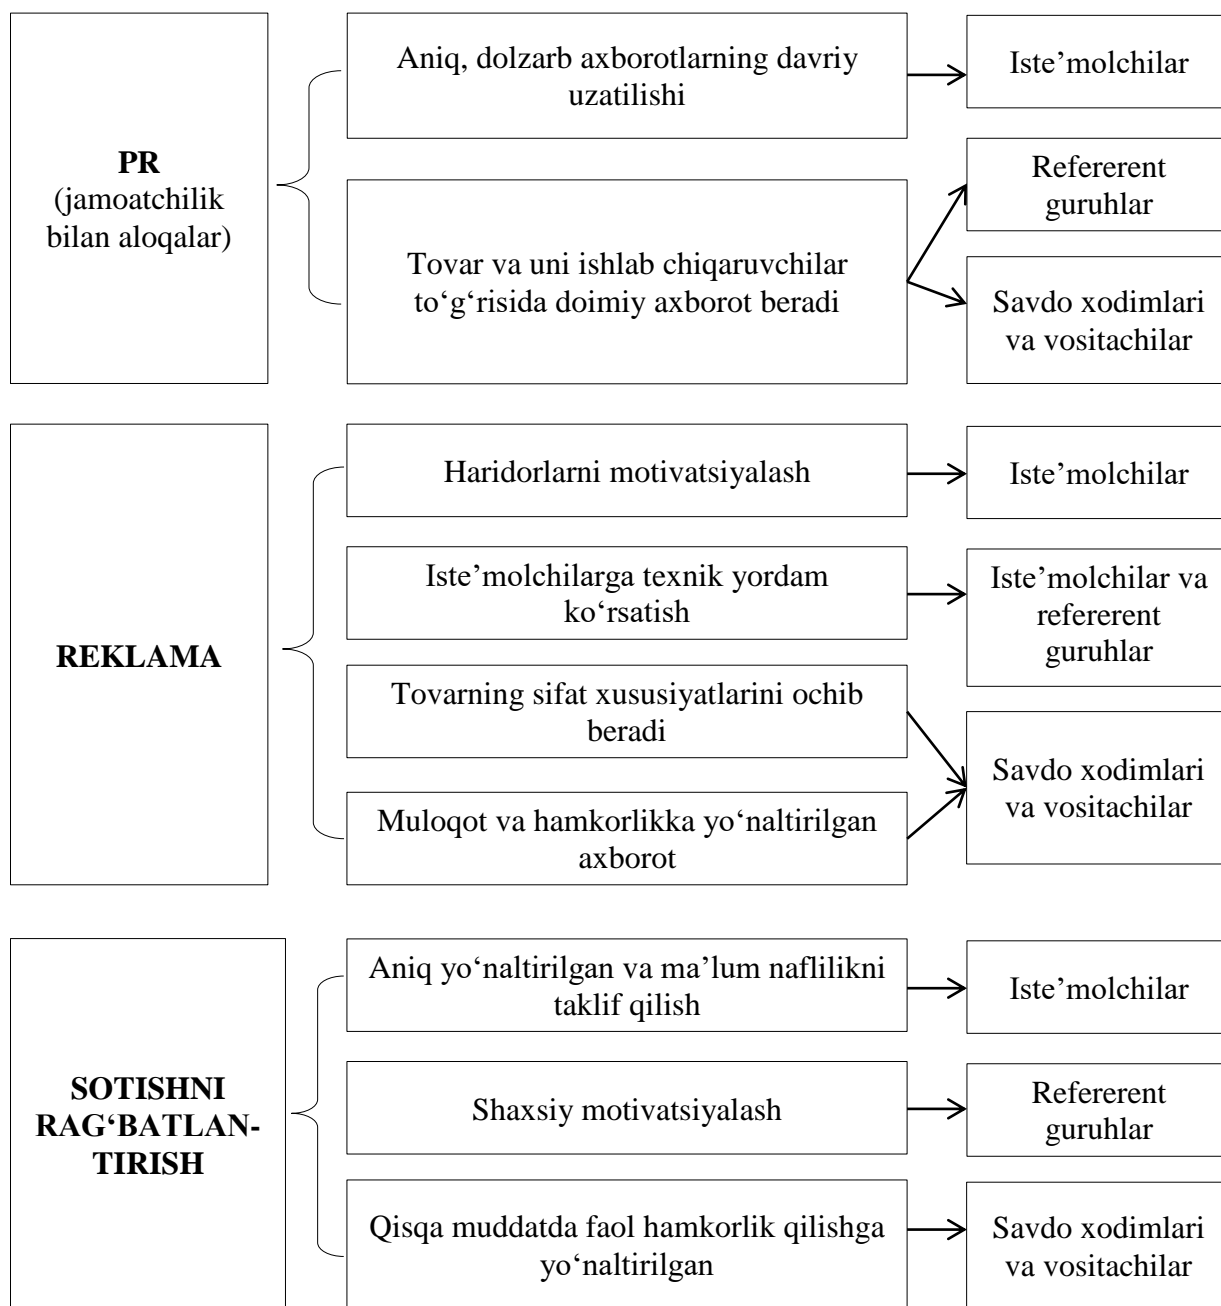 PR
(jamoatchilik
bilan aloqalar)
Aniq, dolzarb axborotlarning davriy
uzatilishi
Iste’molchilar
Tovar va uni ishlab chiqaruvchilar
to‘g‘risida doimiy axborot beradi
Refererent
guruhlar
Savdo xodimlari
va vositachilar
REKLAMA
Haridorlarni motivatsiyalash
Iste’molchilar
Iste’molchilarga texnik yordam
ko‘rsatish
Iste’molchilar va
refererent
guruhlar
Tovarning sifat xususiyatlarini ochib
beradi
Muloqot va hamkorlikka yo‘naltirilgan
axborot
Savdo xodimlari
va vositachilar
SOTISHNI
RAG‘BATLAN-
TIRISH
Aniq yo‘naltirilgan va ma’lum naflilikni
taklif qilish
Iste’molchilar
Shaxsiy motivatsiyalash
Refererent
guruhlar
Qisqa muddatda faol hamkorlik qilishga
yo‘naltirilgan
Savdo xodimlari
va vositachilar